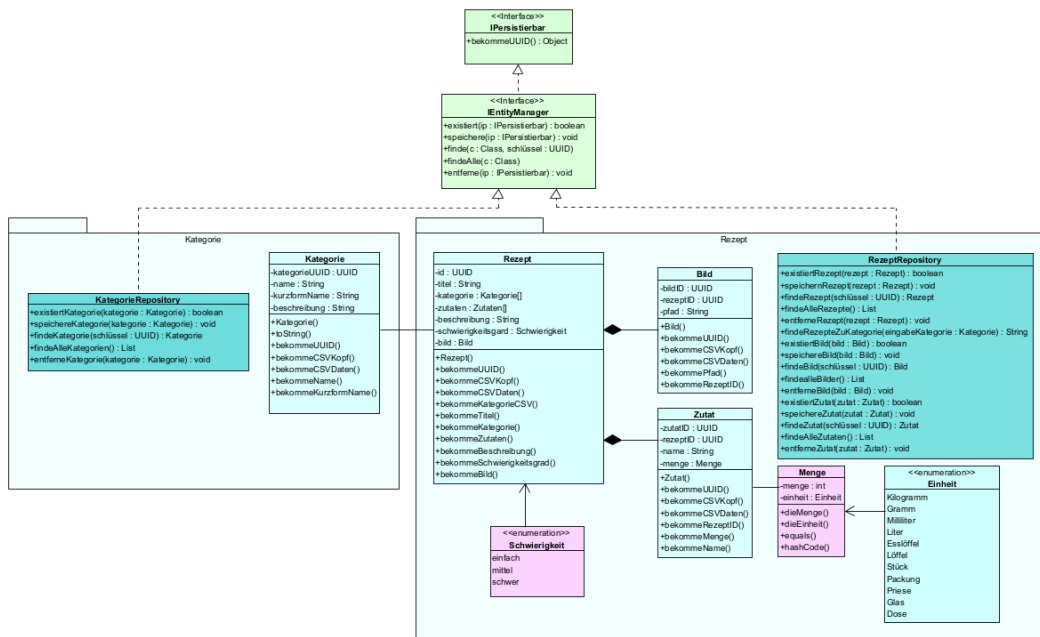 <<Interface>>
IPersistierbar
+bekommeUUID() : Object
<<Interface>>
IEntityManager
+existiert(ip : IPersistierbar) : boolean
+speichere(ip : IPersistierbar) : void
+finde(c : Class, schlüssel : UUID)
+findeAlle(c : Class)
+entferne(ip : IPersistierbar) : void
Kategorie
KategorieRepository
+existiertKategorie(kategorie : Kategorie) : boolean
+speichereKategorie(kategorie : Kategorie) : void
+findeKategorie(schlüssel : UUID) : Kategorie
+findeAlleKategorien() : List
+entferneKategorie(kategorie : Kategorie) : void
Kategorie
-kategorieUUID : UUID
-name : String
-kurzformName : String
-beschreibung : String
+Kategorie()
+toString()
+bekommeUUID()
+bekommeCSVKopf()
+bekommeCSVDaten()
+bekommeName()
+bekommeKurzformName()
Rezept
Rezept
-id : UUID
-titel : String
-kategorie : Kategorie[]
-zutaten : Zutaten[]
-beschreibung : String
-schwierigkeitsgard : Schwierigkeit
-bild : Bild
+Rezept()
+bekommeUUID()
+bekommeCSVKopf()
+bekommeCSVDaten()
+bekommeKategorieCSV()
+bekommeTitel()
+bekommeKategorie()
+bekommeZutaten()
+bekommeBeschreibung()
+bekommeSchwierigkeitsgrad()
+bekommeBild()
<<enumeration>>
Schwierigkeit
einfach
mittel
schwer
Bild
-bildID : UUID
-rezeptID : UUID
-pfad : String
+Bild()
+bekommeUUID()
+bekommeCSVKopf()
+bekommeCSVDaten()
+bekommePfad()
+bekommeRezeptID()
Zutat
-zutatID : UUID
-rezeptID : UUID
-name : String
-menge : Menge
+Zutat()
+bekommeUUID()
+bekommeCSVKopf()
+bekommeCSVDaten()
+bekommeRezeptID()
+bekommeMenge()
+bekommeName()
RezeptRepository
+existiertRezept(rezept : Rezept) : boolean
+speichernRezept(rezept : Rezept) : void
+findeRezept(schlüssel : UUID) : Rezept
+findeAlleRezepte() : List
+entferneRezept(rezept : Rezept) : void
+findeRezepteZuKategorie(eingabeKategorie : Kategorie) : String
+existiertBild(bild : Bild) : boolean
+speichereBild(bild : Bild) : void
+findeBild(schlüssel : UUID) : Bild
+findealleBilder() : List
+entferneBild(bild : Bild) : void
+existiertZutat(zutat : Zutat) : boolean
+speichereZutat(zutat : Zutat) : void
+findeZutat(schlüssel : UUID) : Zutat
+findeAlleZutaten() : List
+entferneZutat(zutat : Zutat) : void
Menge
-menge : int
-einheit : Einheit
+dieMenge()
+dieEinheit()
+equals()
+hashCode()
<<enumeration>>
Einheit
Kilogramm
Gramm
Milliliter
Liter
Esslöffel
Löffel
Stück
Packung
Priese
Glas
Dose